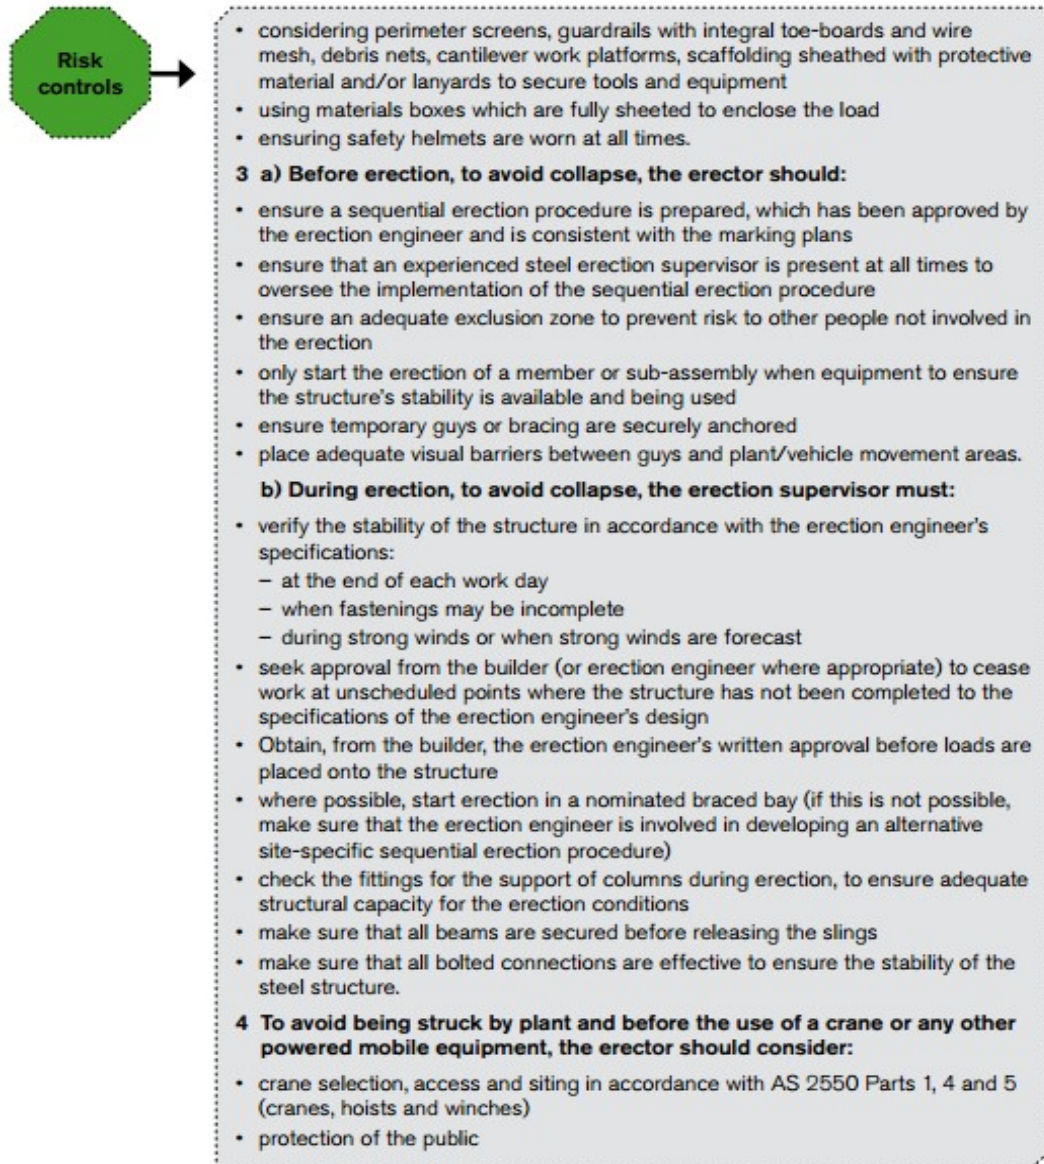 Risk
controls
• considering perimeter screens, guardrails with integral toe-boards and wire
mesh, debris nets, cantilever work platforms, scaffolding sheathed with protective
material and/or lanyards to secure tools and equipment
• using materials boxes which are fully sheeted to enclose the load
• ensuring safety helmets are worn at all times.
3 a) Before erection, to avoid collapse, the erector should:
• ensure a sequential erection procedure is prepared, which has been approved by
the erection engineer and is consistent with the marking plans
• ensure that an experienced steel erection supervisor is present at all times to
oversee the implementation of the sequential erection procedure
• ensure an adequate exclusion zone to prevent risk to other people not involved in
the erection
• only start the erection of a member or sub-assembly when equipment to ensure
the structure's stability is available and being used
• ensure temporary guys or bracing are securely anchored
• place adequate visual barriers between guys and plant/vehicle movement areas.
b) During erection, to avoid collapse, the erection supervisor must:
• verify the stability of the structure in accordance with the erection engineer's
specifications:
– at the end of each work day
– when fastenings may be incomplete
– during strong winds or when strong winds are forecast
• seek approval from the builder (or erection engineer where appropriate) to cease
work at unscheduled points where the structure has not been completed to the
specifications of the erection engineer's design
• Obtain, from the builder, the erection engineer's written approval before loads are
placed onto the structure
• where possible, start erection in a nominated braced bay (if this is not possible,
make sure that the erection engineer is involved in developing an alternative
site-specific sequential erection procedure)
• check the fittings for the support of columns during erection, to ensure adequate
structural capacity for the erection conditions
• make sure that all beams are secured before releasing the slings
• make sure that all bolted connections are effective to ensure the stability of the
steel structure.
4 To avoid being struck by plant and before the use of a crane or any other
powered mobile equipment, the erector should consider:
• crane selection, access and siting in accordance with AS 2550 Parts 1, 4 and 5
(cranes, hoists and winches)
• protection of the public